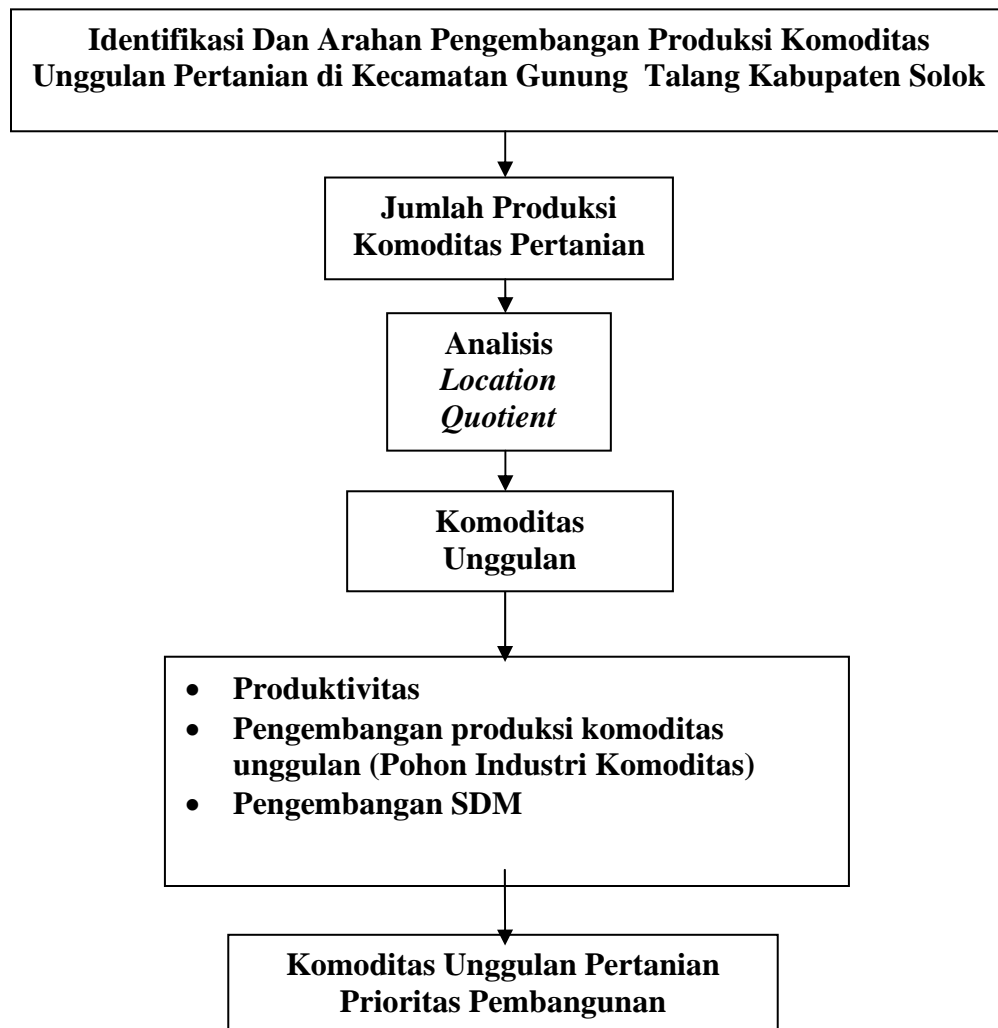 Identifikasi Dan Arahan Pengembangan Produksi Komoditas
Unggulan Pertanian di Kecamatan Gunung Talang Kabupaten Solok
Jumlah Produksi
Komoditas Pertanian
Analisis
Location
Quotient
Komoditas
Unggulan
• Produktivitas
• Pengembangan produksi komoditas
unggulan (Pohon Industri Komoditas)
• Pengembangan SDM
Komoditas Unggulan Pertanian
Prioritas Pembangunan